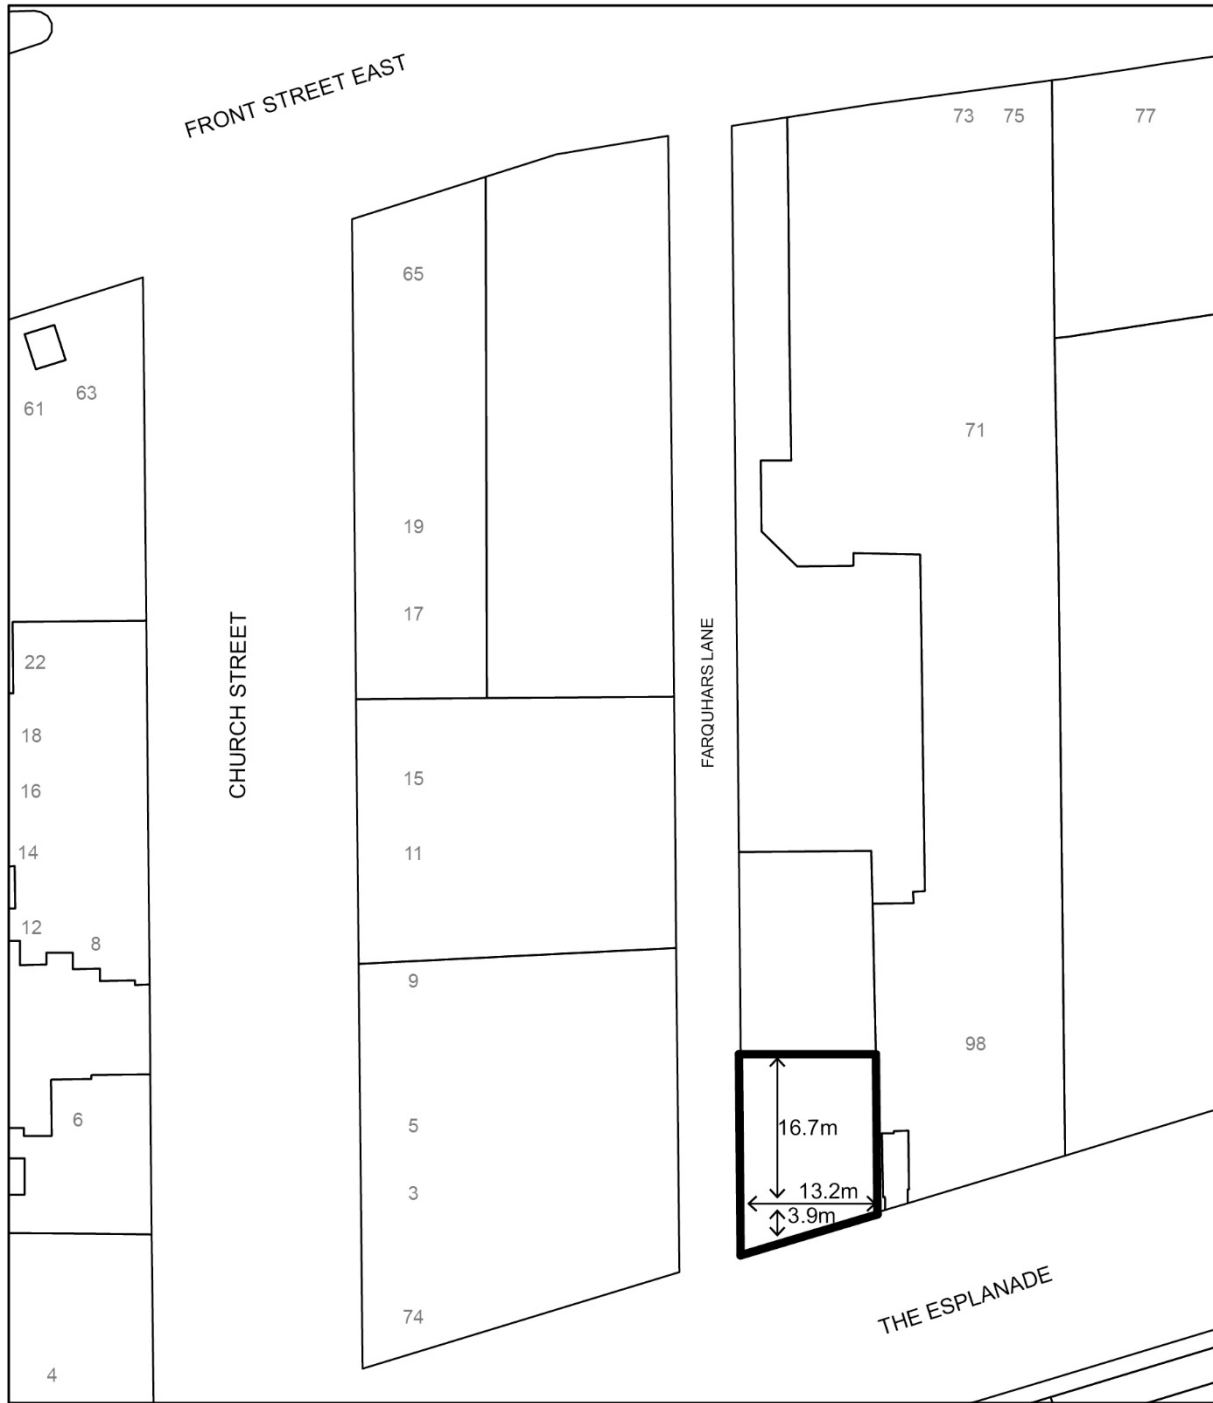 FRONT STREET EAST
73 75 77
65
63
61
71
19
17
CHURCH STREET
FARQUHARS LANE
22
18
15
16
14
11
12
8
9
98
6
5
16.7m
3
13.2m
3.9m
THE ESPLANADE
74
4